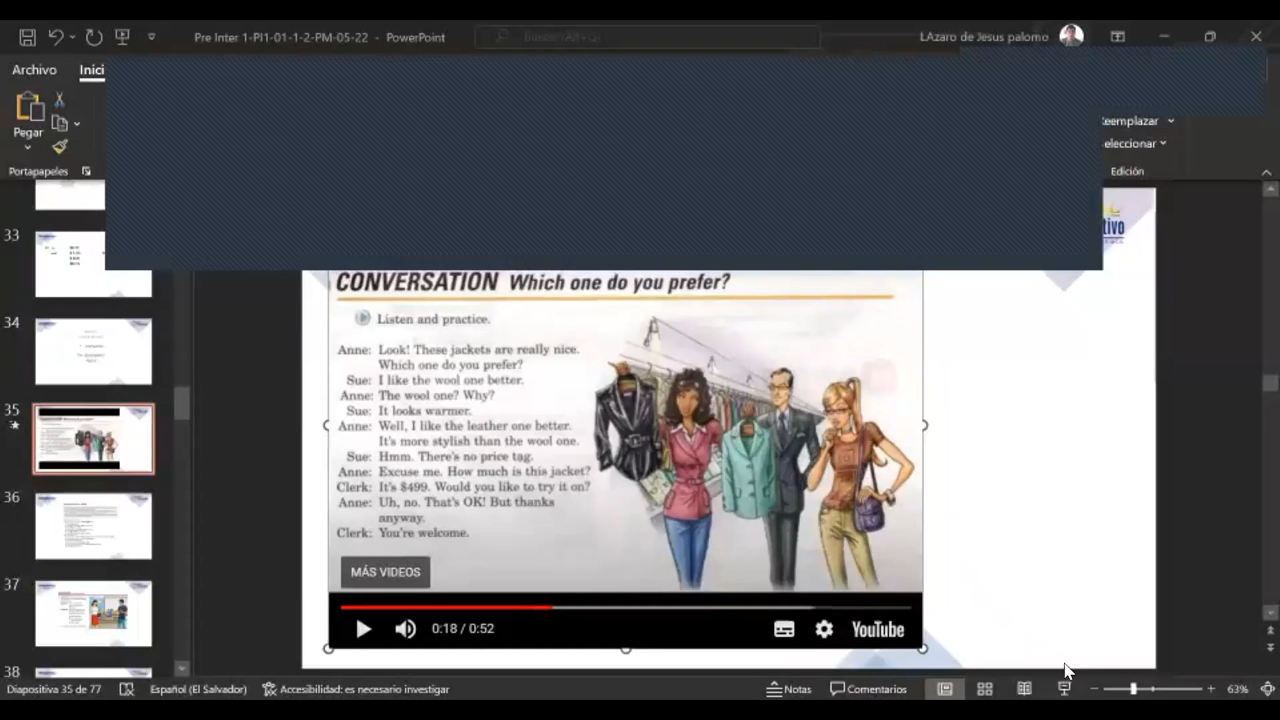 Pre Inter 1-PI1-01-1-2-PM-05-22 - PowerPoint
Buscar (Alt+Q)
LAzaro de Jesus palomo
Archivo
Inici
Pegar
Portapapeles
Reemplazar
eleccionar
Edición
tivo
33
34
35
36
37
38
CONVERSATION Which one do you prefer?
Listen and practice.
Anne: Look! These jackets are really nice.
Which one do you prefer?
Sue: I like the wool one better.
Anne: The wool one? Why?
Sue: It looks warmer.
Anne: Well, I like the leather one better.
It's more stylish than the wool one.
Sue: Hmm. There's no price tag.
Anne: Excuse me. How much is this jacket?
Clerk: It's $499. Would you like to try it on?
Anne: Uh, no. That's OK! But thanks
anyway.
Clerk: You're welcome.
MÁS VIDEOS
0:18 / 0:52
YouTube
Diapositiva 35 de 77
Español (El Salvador)
Accesibilidad: es necesario investigar
Notas
Comentarios
63%